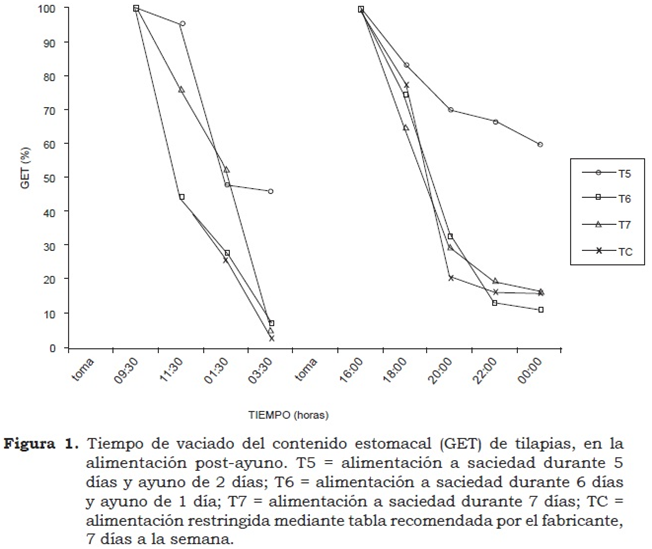 100
90
80
70
60
50
40
30
20
10
0
GET (%)
toma
09:30
11:30
01:30
03:30
toma
16:00
18:00
20:00
22:00
00:00
TIEMPO (horas)
T5
T6
T7
TC
Figura 1. Tiempo de vaciado del contenido estomacal (GET) de tilapias, en la
alimentación post-ayuno. T5 = alimentación a saciedad durante 5
días y ayuno de 2 días; T6 = alimentación a saciedad durante 6 días
y ayuno de 1 día; T7 = alimentación a saciedad durante 7 días; TC =
alimentación restringida mediante tabla recomendada por el fabricante,
7 días a la semana.